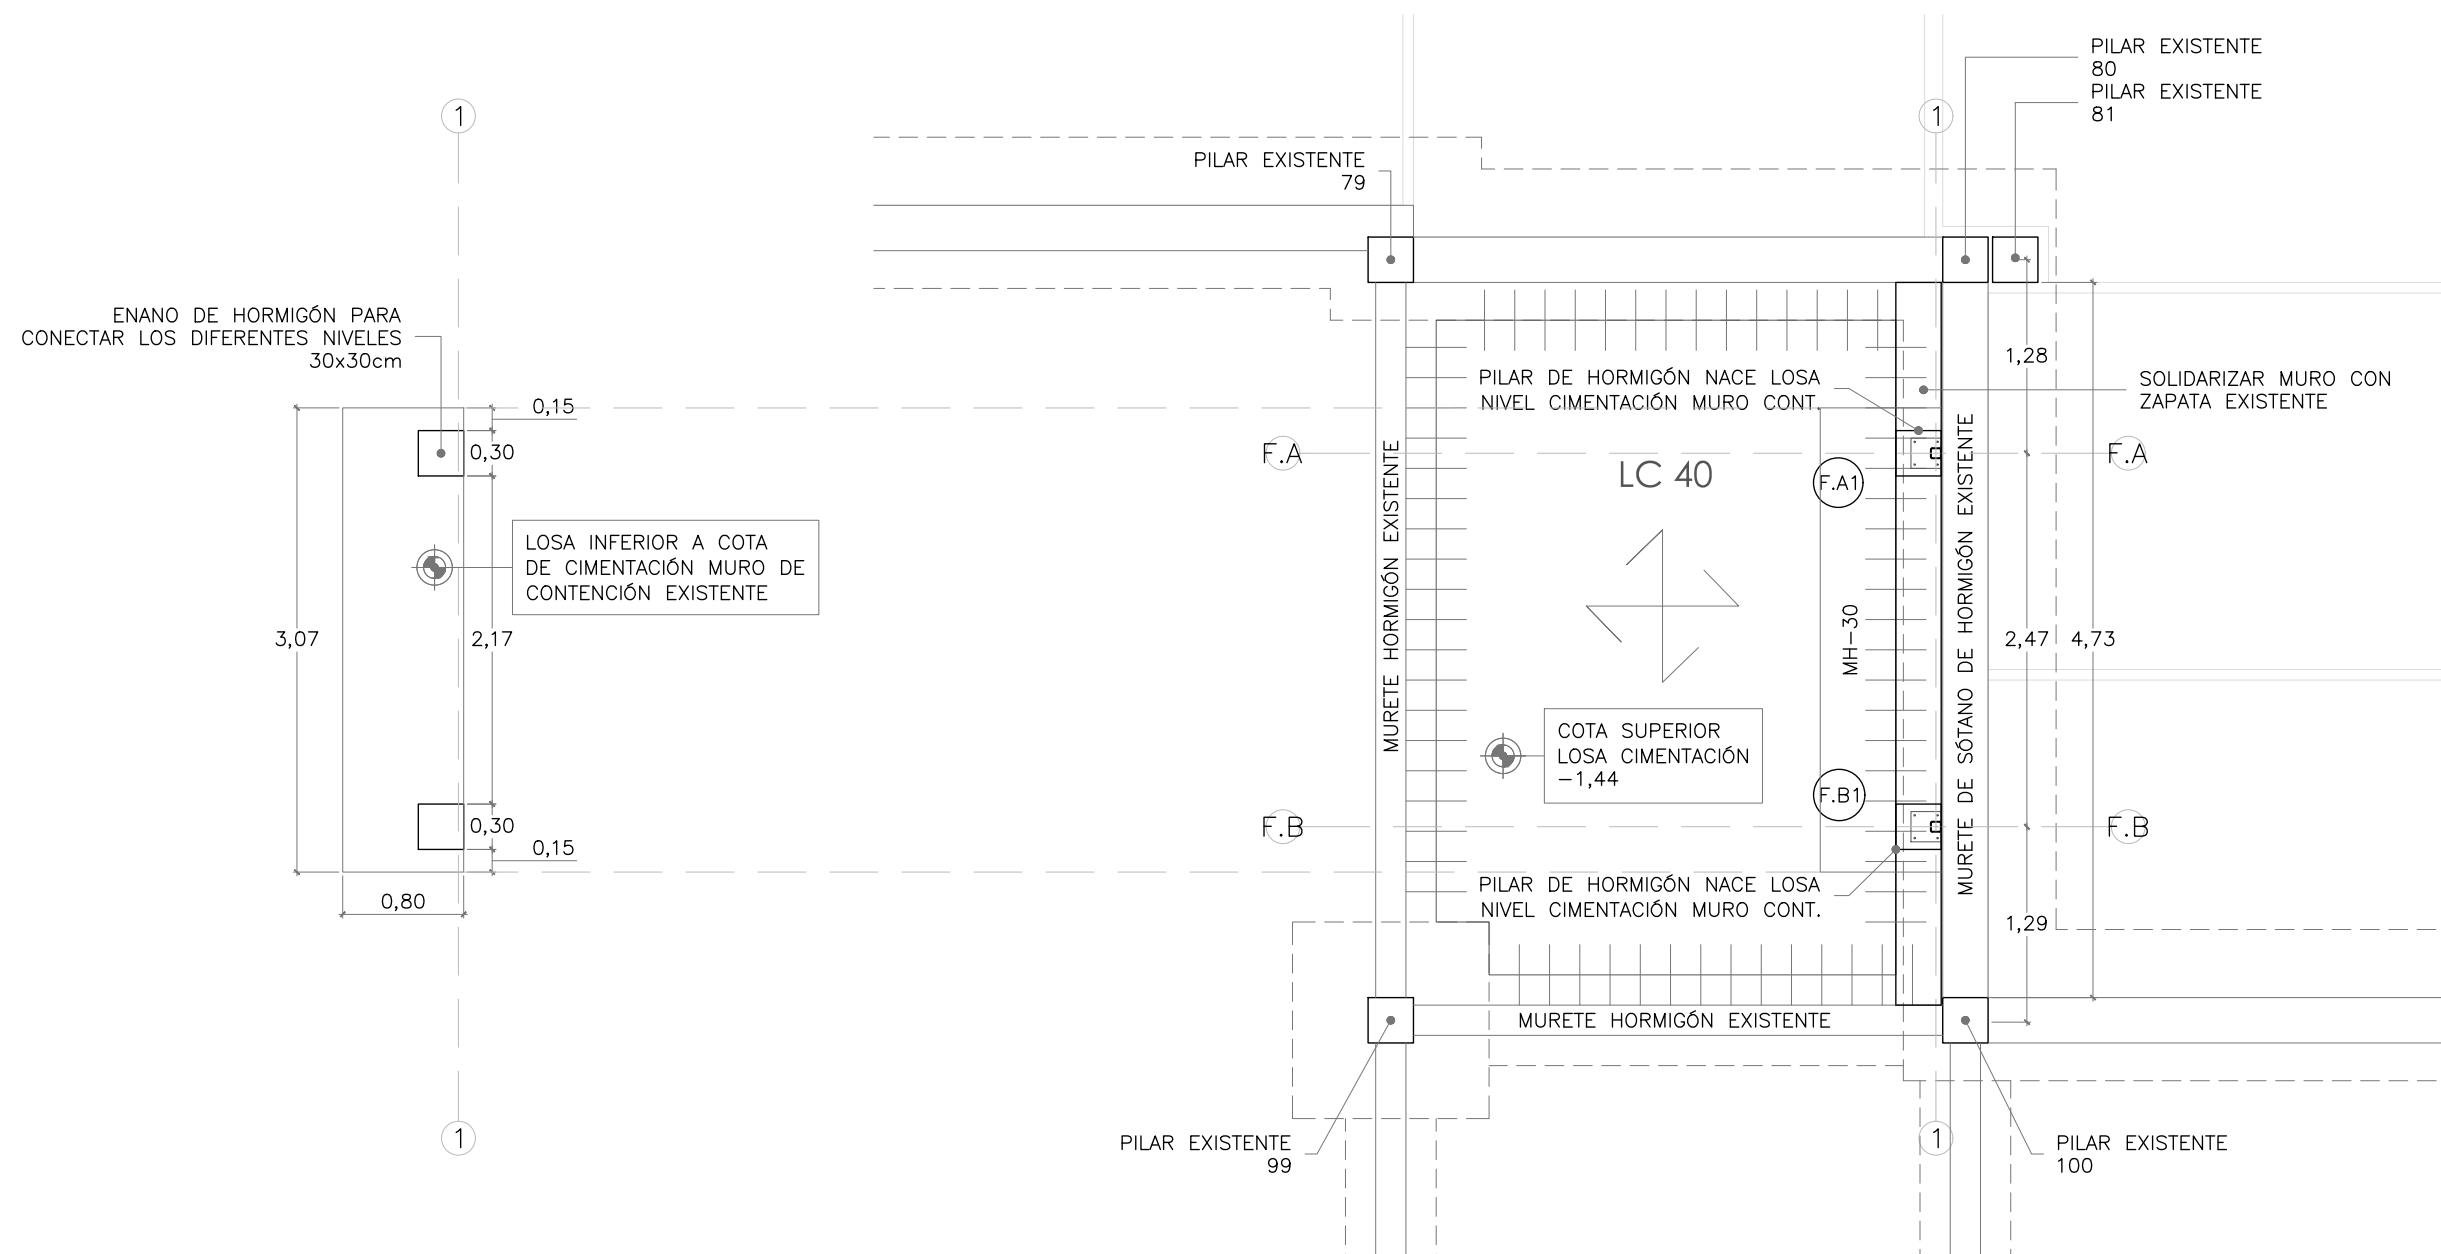 PILAR EXISTENTE
80
PILAR EXISTENTE
81
1
1
PILAR EXISTENTE
79
ENANO DE HORMIGÓN PARA
CONECTAR LOS DIFERENTES NIVELES
30x30cm
0,15
0,30
LOSA INFERIOR A COTA
DE CIMENTACIÓN MURO DE
CONTENCIÓN EXISTENTE
3,07
2,17
0,30
0,15
0,80
1
PILAR DE HORMIGÓN NACE LOSA
NIVEL CIMENTACIÓN MURO CONT.
1,28
SOLIDARIZAR MURO CON
ZAPATA EXISTENTE
F.A
F.A
LC 40
F.A1
MURETE HORMIGÓN EXISTENTE
MH-30
MURETE DE SÓTANO DE HORMIGÓN EXISTENTE
2,47
4,73
COTA SUPERIOR
LOSA CIMENTACIÓN
-1,44
F.B1
F.B
F.B
PILAR DE HORMIGÓN NACE LOSA
NIVEL CIMENTACIÓN MURO CONT.
1,29
MURETE HORMIGÓN EXISTENTE
PILAR EXISTENTE
99
1
PILAR EXISTENTE
100